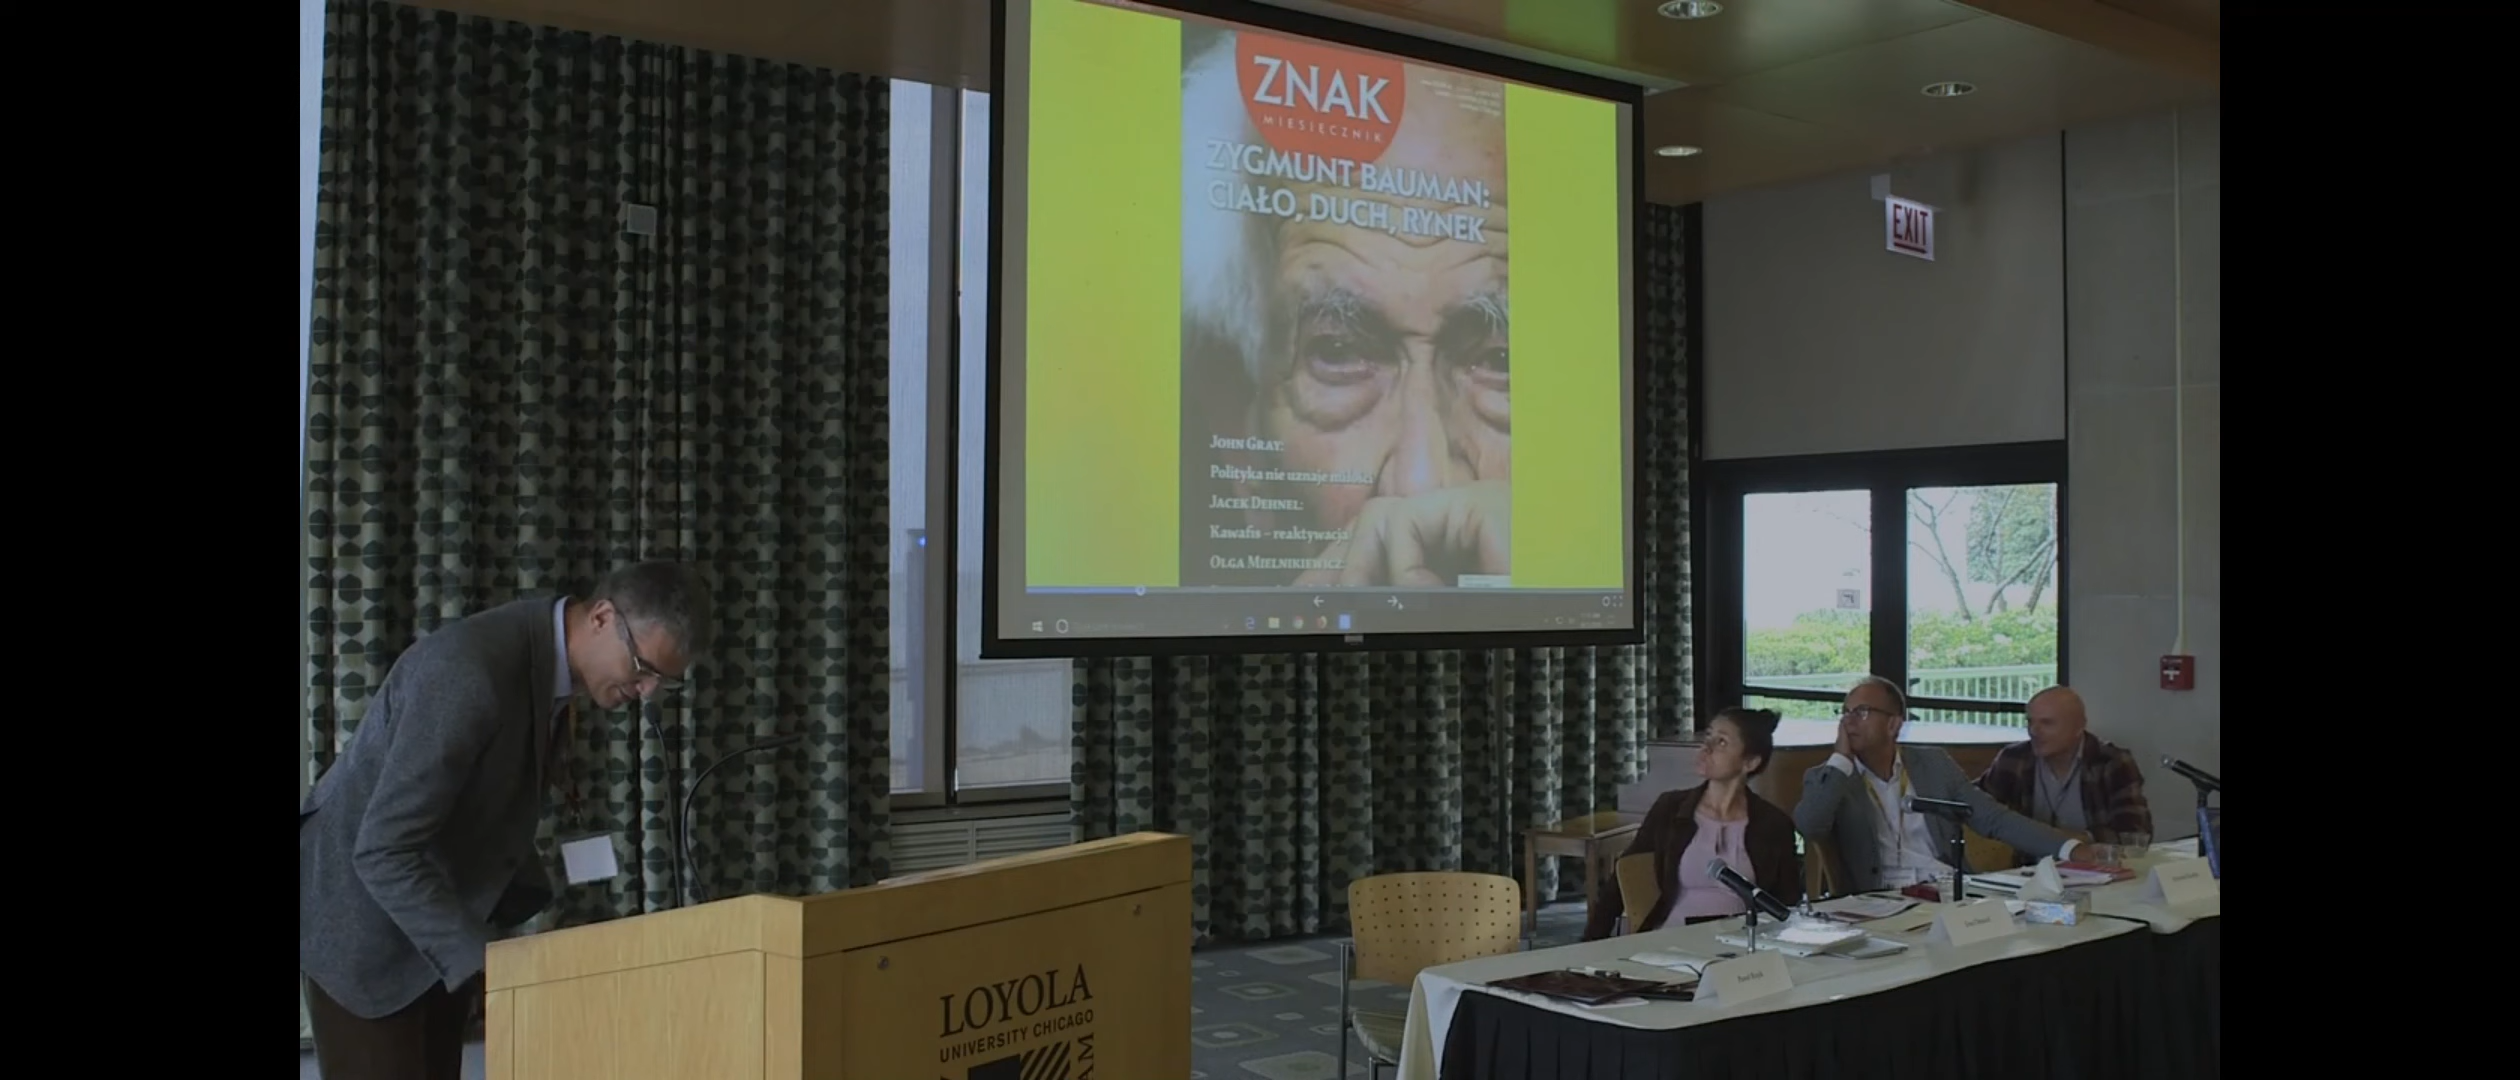 ZNAK
MIESIĘCZNIK
ZYGMUNT BAUMAN:
CIAŁO, DUCH, RYNEK
JOHN GRAY:
Polityka nie uznaje miłości
JACEK DEHNEL:
Kawafis – reaktywacja
OLGA MIELNIKIEWICZ:
EXIT
LOYOLA
UNIVERSITY CHICAGO
AM